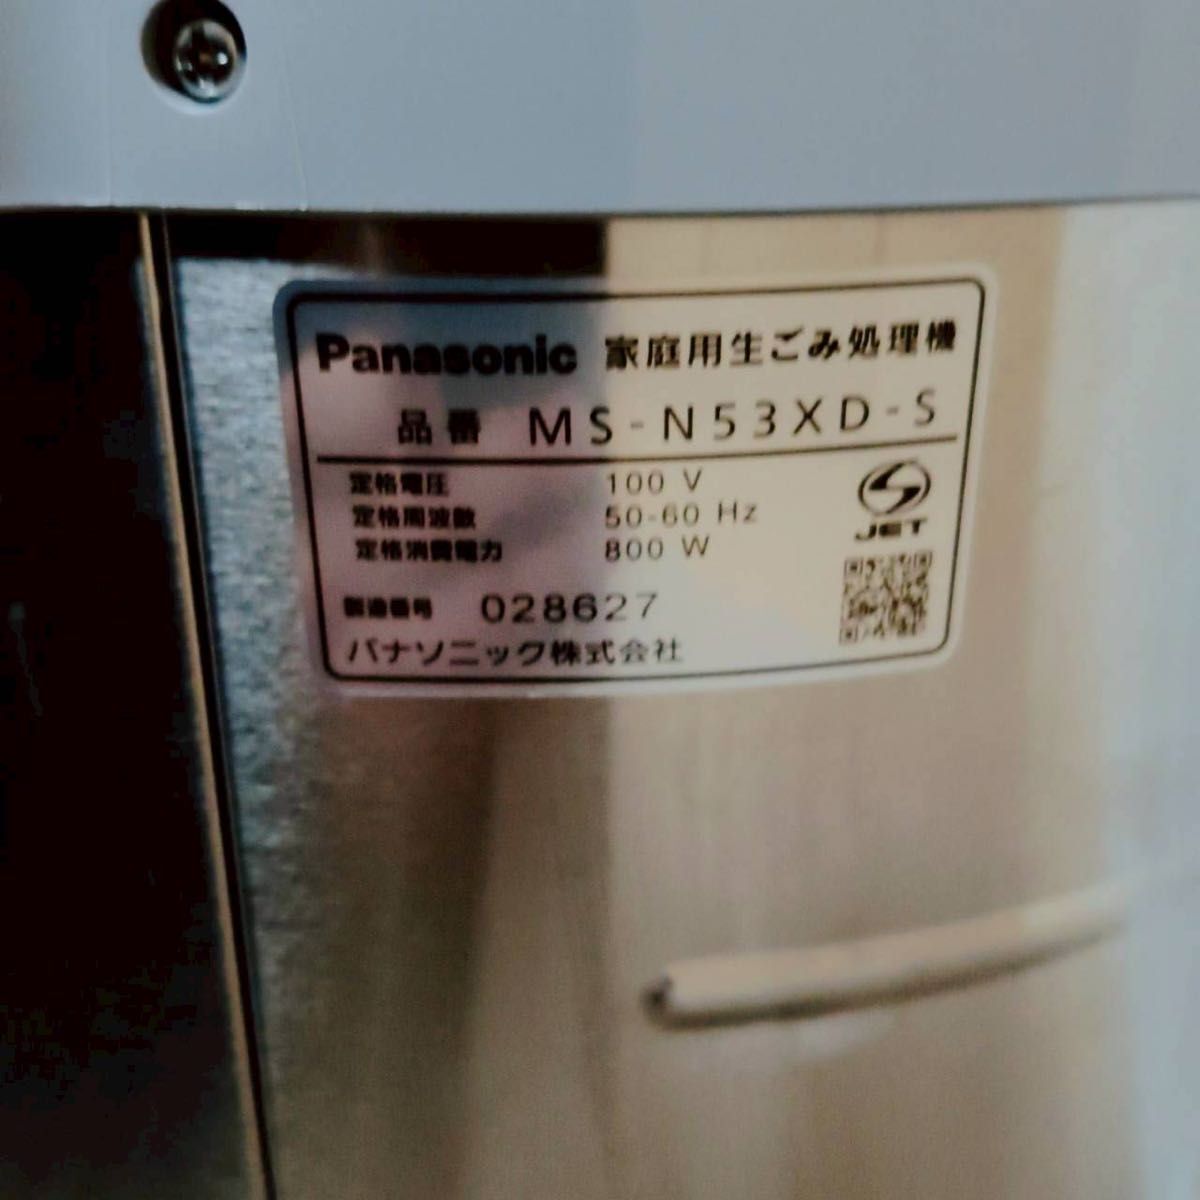 Panasonic 家庭用生ごみ処理機
品番 MS-N53XD-S
定格電圧 100 V
定格周波数 50-60 Hz
定格消費電力 800 W
JET
製造番号 028627
パナソニック株式会社